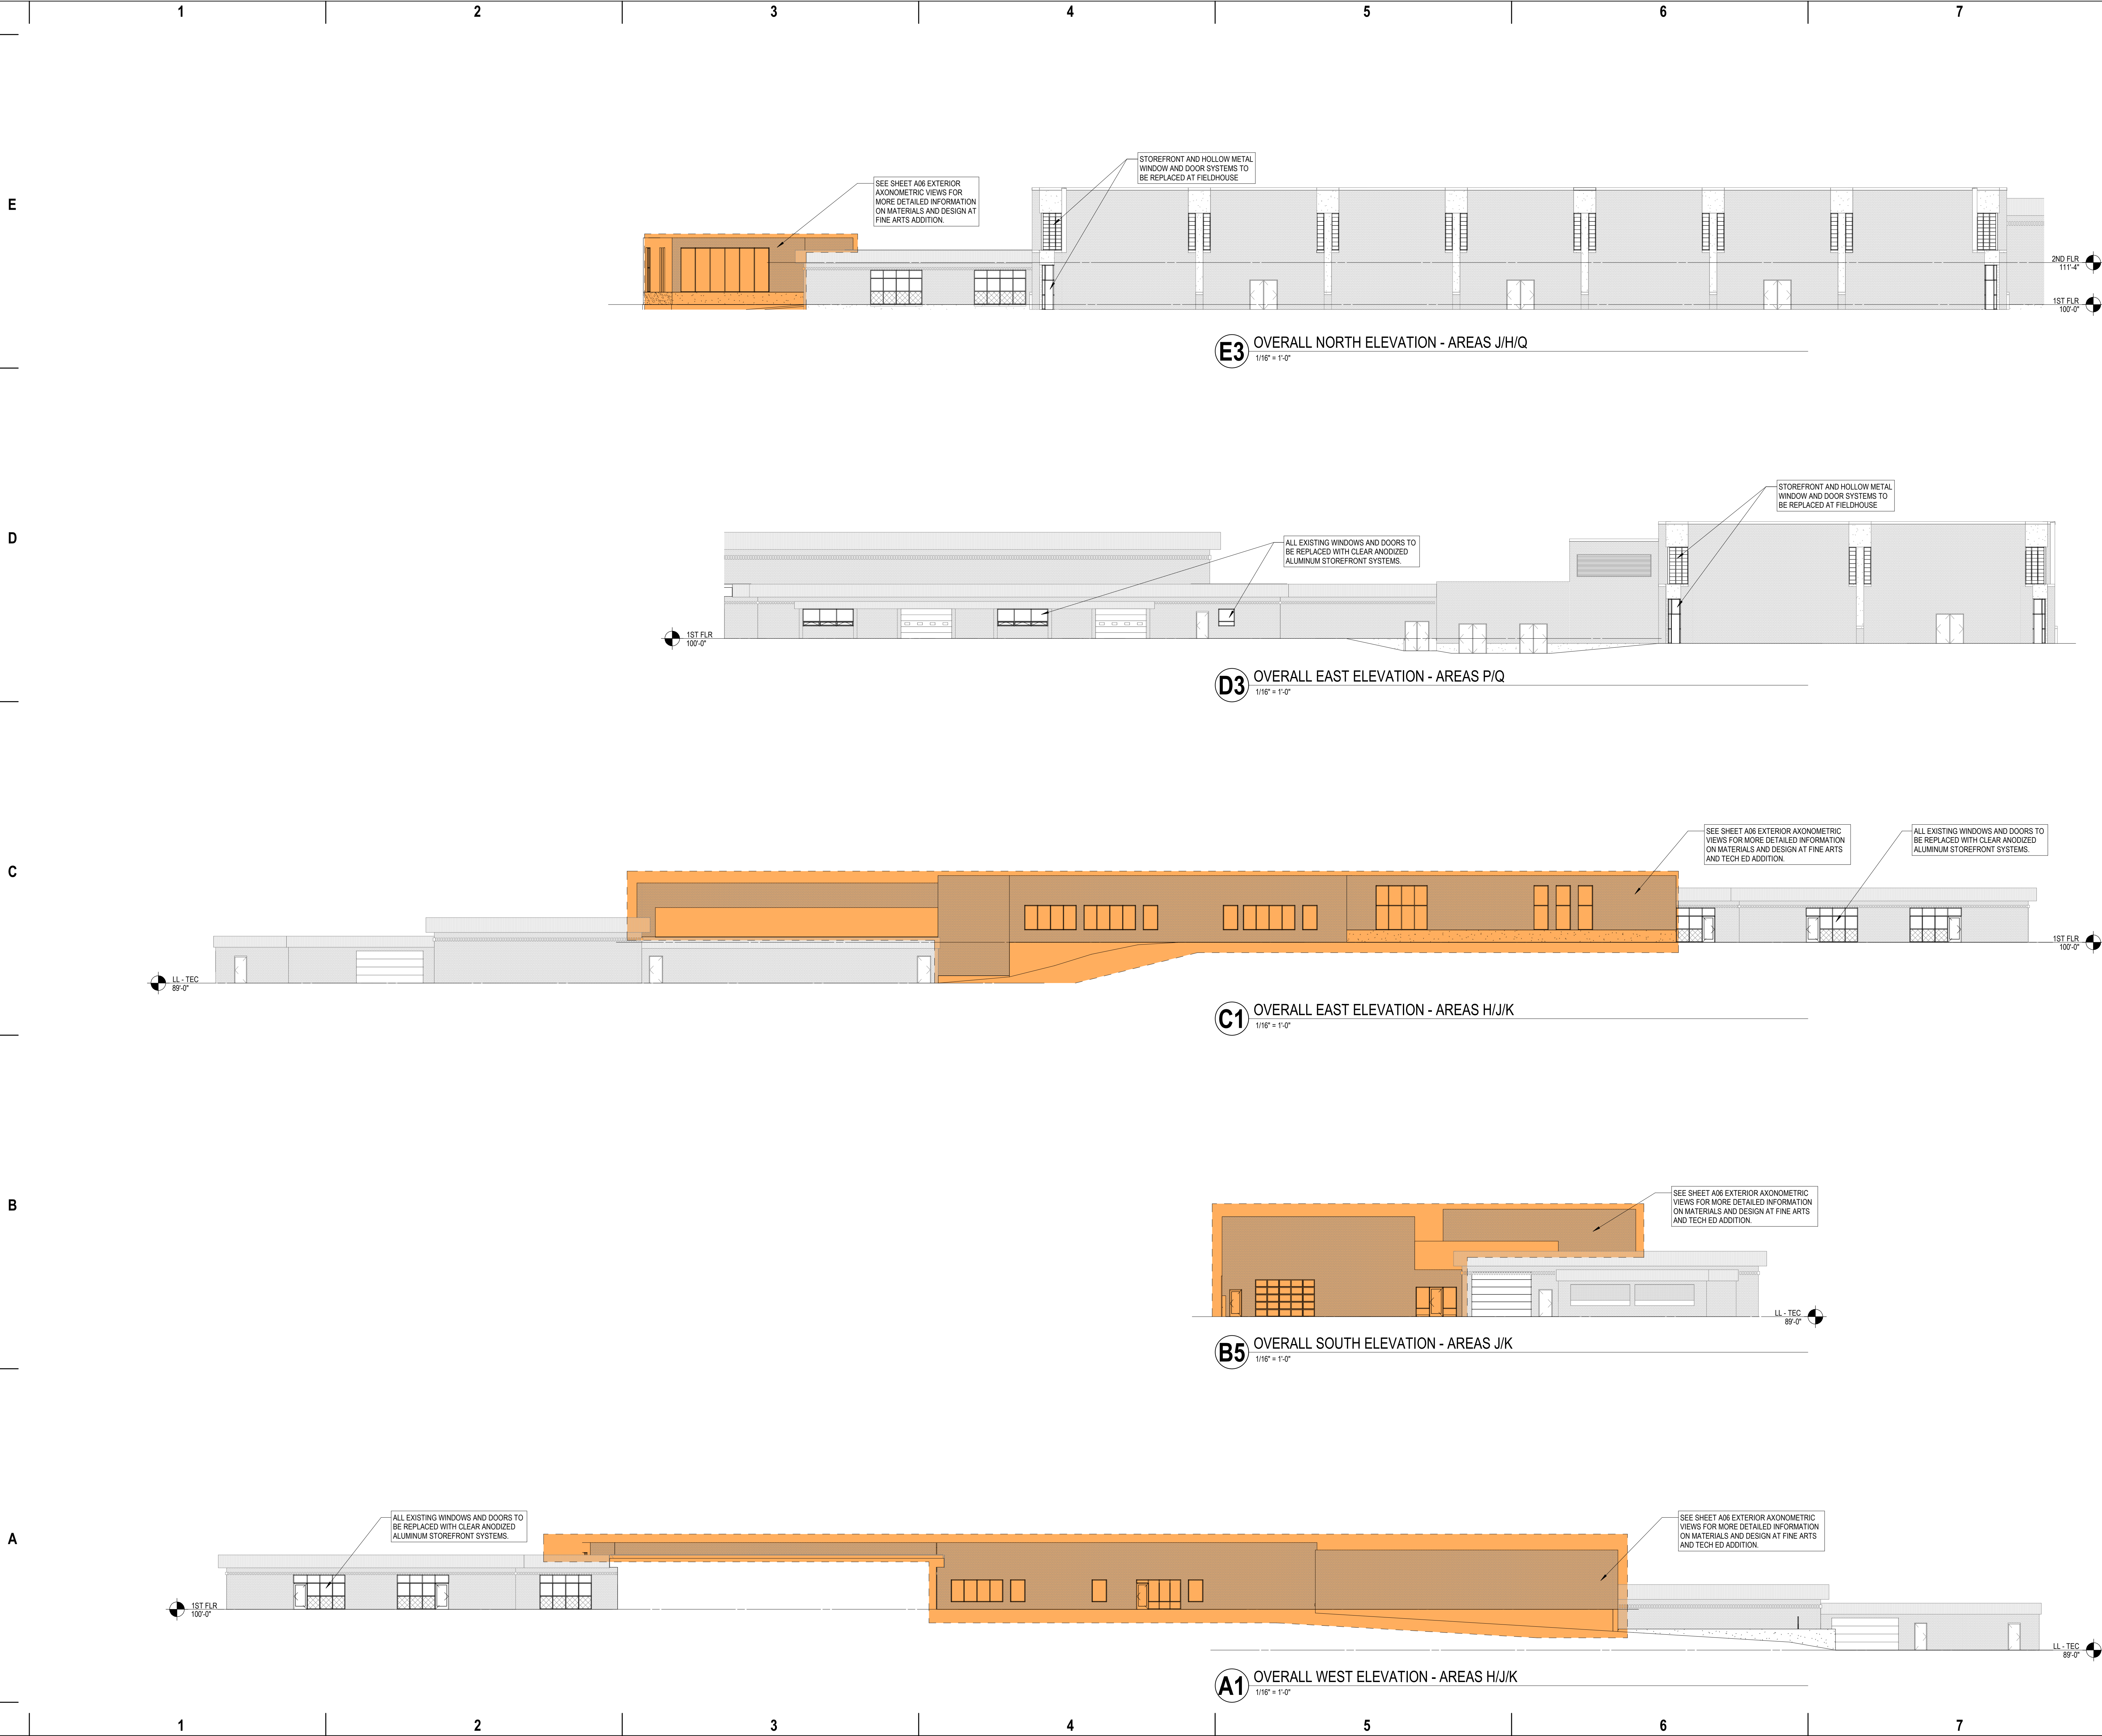 1 2 3 4 5 6 7
E
STOREFRONT AND HOLLOW METAL
WINDOW AND DOOR SYSTEMS TO
BE REPLACED AT FIELDHOUSE
SEE SHEET A06 EXTERIOR
AXONOMETRIC VIEWS FOR
MORE DETAILED INFORMATION
ON MATERIALS AND DESIGN AT
FINE ARTS ADDITION.
2ND FLR
111'-4"
1ST FLR
100'-0"
E3 OVERALL NORTH ELEVATION - AREAS J/H/Q
1/16" = 1'-0"
D
STOREFRONT AND HOLLOW METAL
WINDOW AND DOOR SYSTEMS TO
BE REPLACED AT FIELDHOUSE
ALL EXISTING WINDOWS AND DOORS TO
BE REPLACED WITH CLEAR ANODIZED
ALUMINUM STOREFRONT SYSTEMS.
1ST FLR
100'-0"
D3 OVERALL EAST ELEVATION - AREAS P/Q
1/16" = 1'-0"
C
SEE SHEET A06 EXTERIOR AXONOMETRIC
VIEWS FOR MORE DETAILED INFORMATION
ON MATERIALS AND DESIGN AT FINE ARTS
AND TECH ED ADDITION.
ALL EXISTING WINDOWS AND DOORS TO
BE REPLACED WITH CLEAR ANODIZED
ALUMINUM STOREFRONT SYSTEMS.
1ST FLR
100'-0"
LL - TEC
89'-0"
C1 OVERALL EAST ELEVATION - AREAS H/J/K
1/16" = 1'-0"
B
SEE SHEET A06 EXTERIOR AXONOMETRIC
VIEWS FOR MORE DETAILED INFORMATION
ON MATERIALS AND DESIGN AT FINE ARTS
AND TECH ED ADDITION.
LL - TEC
89'-0"
B5 OVERALL SOUTH ELEVATION - AREAS J/K
1/16" = 1'-0"
A
ALL EXISTING WINDOWS AND DOORS TO
BE REPLACED WITH CLEAR ANODIZED
ALUMINUM STOREFRONT SYSTEMS.
SEE SHEET A06 EXTERIOR AXONOMETRIC
VIEWS FOR MORE DETAILED INFORMATION
ON MATERIALS AND DESIGN AT FINE ARTS
AND TECH ED ADDITION.
1ST FLR
100'-0"
LL - TEC
89'-0"
A1 OVERALL WEST ELEVATION - AREAS H/J/K
1/16" = 1'-0"
1 2 3 4 5 6 7